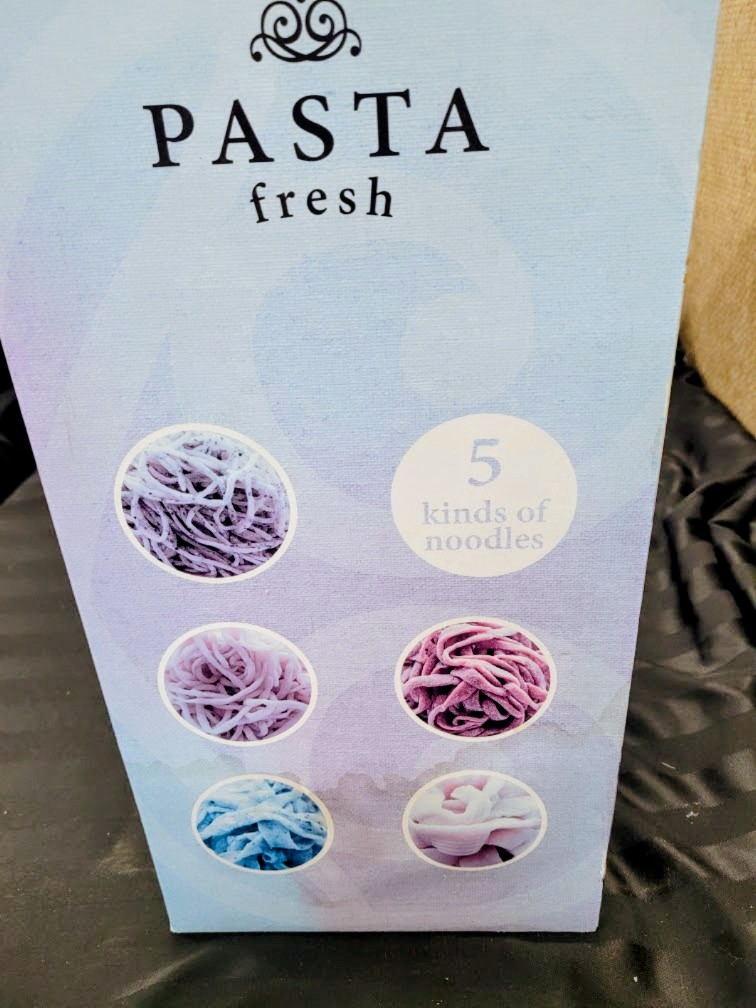 PASTA
fresh
5
kinds of
noodles